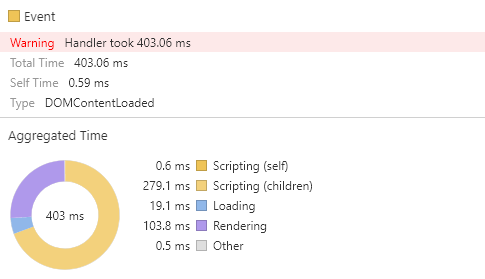 Event
Warning Handler took 403.06 ms
Total Time 403.06 ms
Self Time 0.59 ms
Type DOMContentLoaded
Aggregated Time
403 ms
0.6 ms Scripting (self)
279.1 ms Scripting (children)
19.1 ms Loading
103.8 ms Rendering
0.5 ms Other